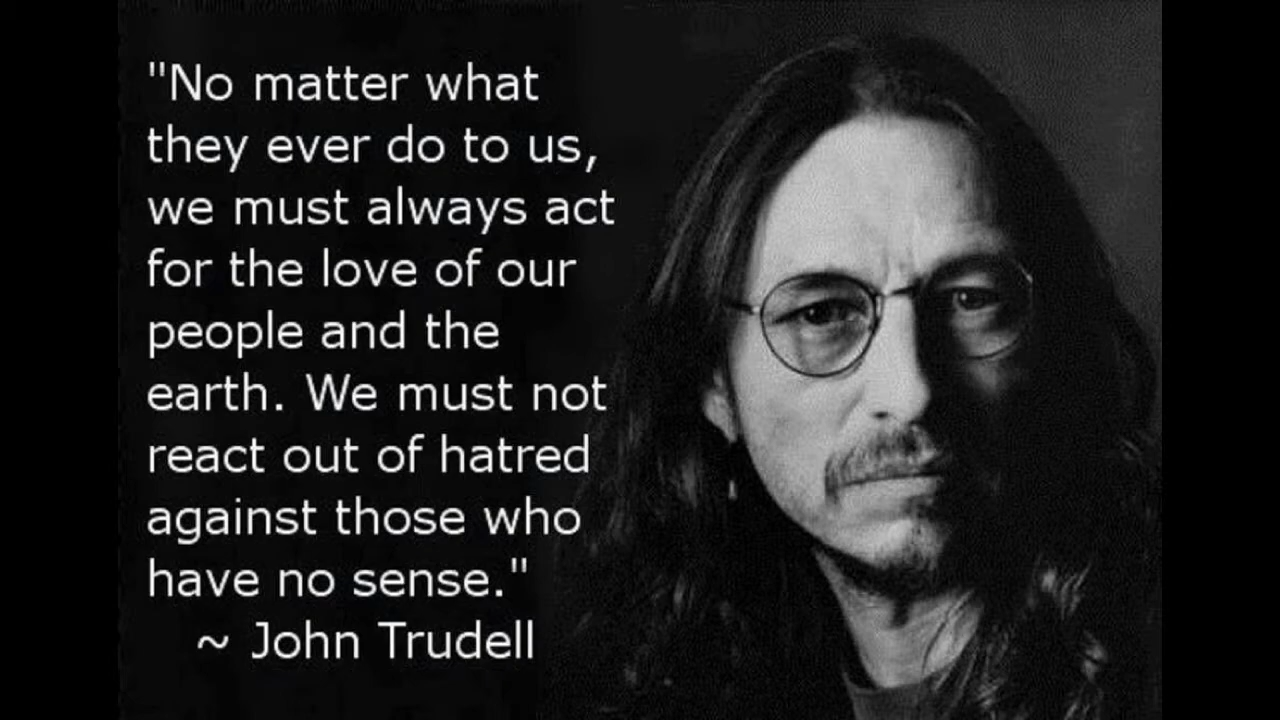 "No matter what
they ever do to us,
we must always act
for the love of our
people and the
earth. We must not
react out of hatred
against those who
have no sense."
~ John Trudell